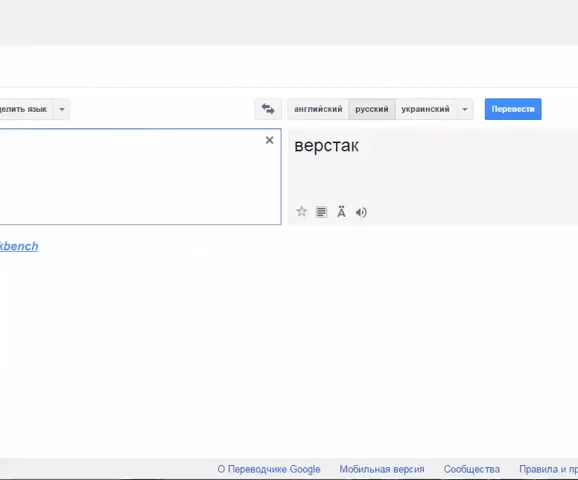 делить язык английский русский украинский Перевести
верстак
Ä
kbench
О Переводчике Google Мобильная версия Сообщества Правила и пр